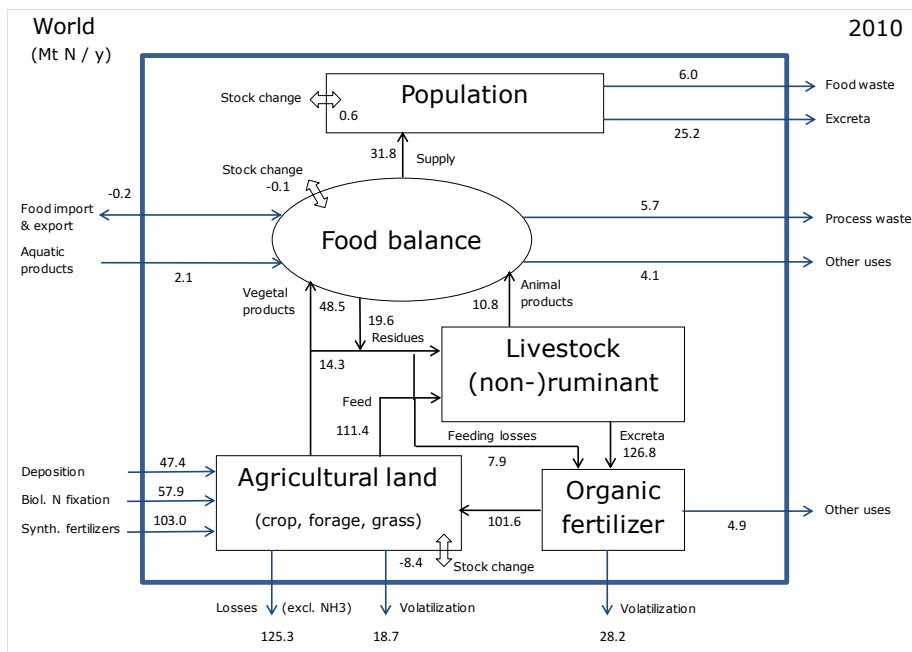 World
2010
(Mt N / y)
6.0
Food waste
Population
Stock change
0.6
Excreta
25.2
31.8
Supply
Stock change
-0.1
-0.2
Food import
& export
5.7
Process waste
Food balance
Aquatic
products
2.1
Other uses
4.1
Vegetal
products
48.5
10.8
Animal
products
19.6
Residues
14.3
Livestock
(non-)ruminant
Feed
111.4
Feeding losses
7.9
Excreta
126.8
Deposition
47.4
Biol. N fixation
57.9
Synth. fertilizers
103.0
Agricultural land
(crop, forage, grass)
101.6
Organic
fertilizer
4.9
Other uses
-8.4
Stock change
Losses (excl. NH3)
125.3
Volatilization
18.7
Volatilization
28.2